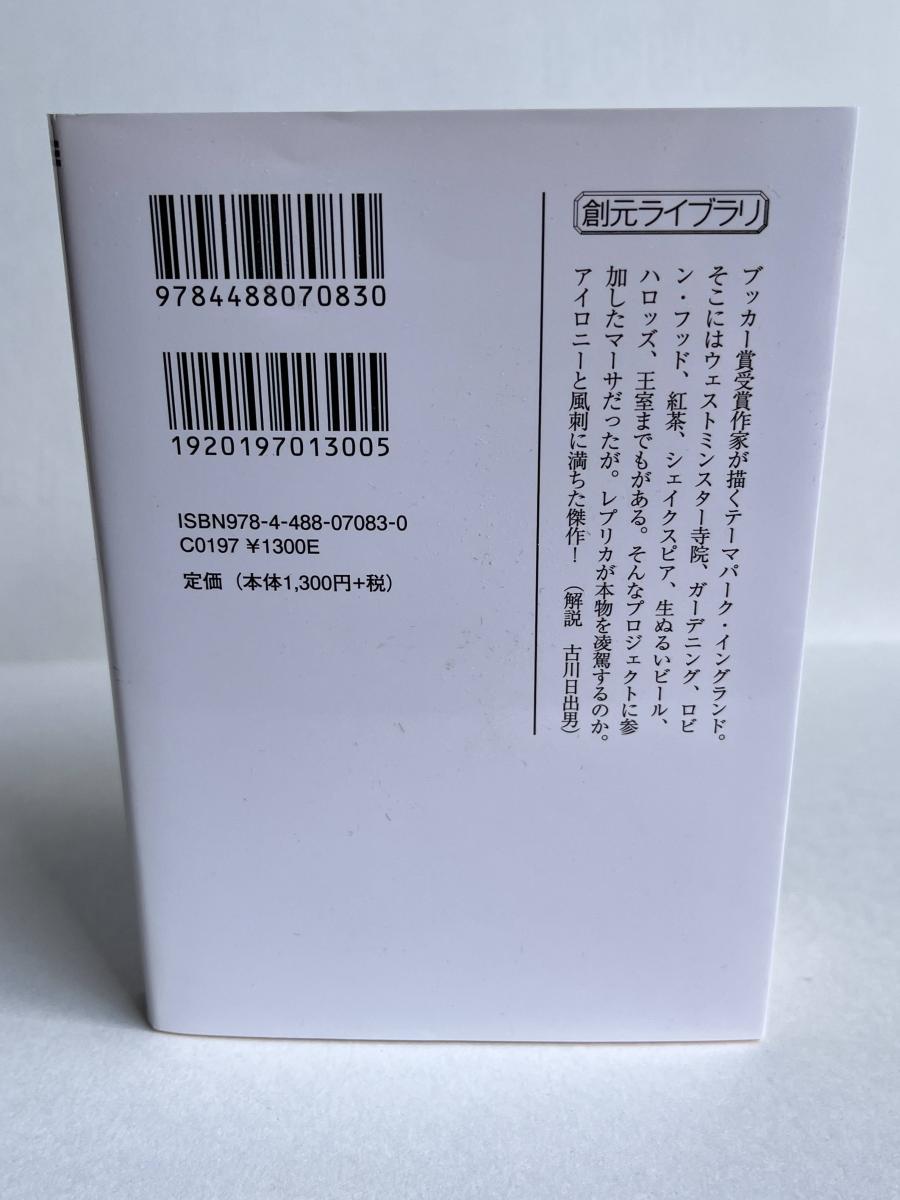 創元ライブラリ
ブッカー賞受賞作家が描くテーマパーク・イングランド。
そこにはウェストミンスター寺院、ガーデニング、ロビ
ン・フッド、紅茶、シェイクスピア、生ぬるいビール、
ハロッズ、王室までもがある。そんなプロジェクトに参
加したマーサだったが。レプリカが本物を凌駕するのか。
アイロニーと風刺に満ちた傑作!（解説　古川日出男）
9784488070830
1920197013005
ISBN978-4-488-07083-0
C0197 ¥1300E
定価（本体1,300円+税）